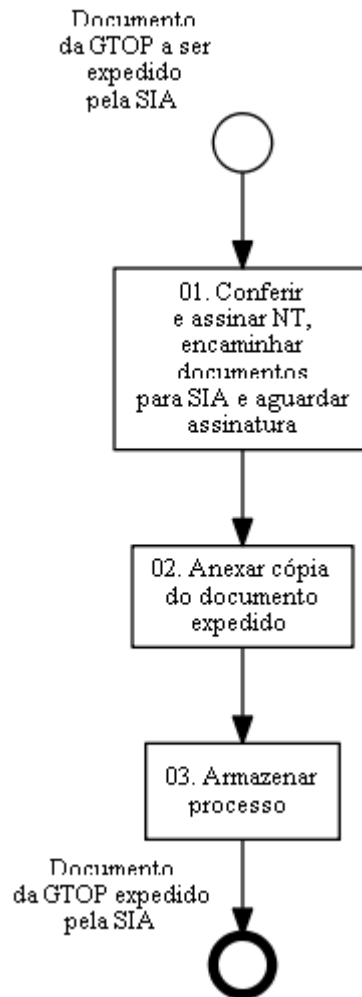 Documento
da GTOP a ser
expedido
pela SIA
01. Conferir
e assinar NT,
encaminhar
documentos
para SIA e aguardar
assinatura
02. Anexar cópia
do documento
expedido
03. Armazenar
processo
Documento
da GTOP expedido
pela SIA